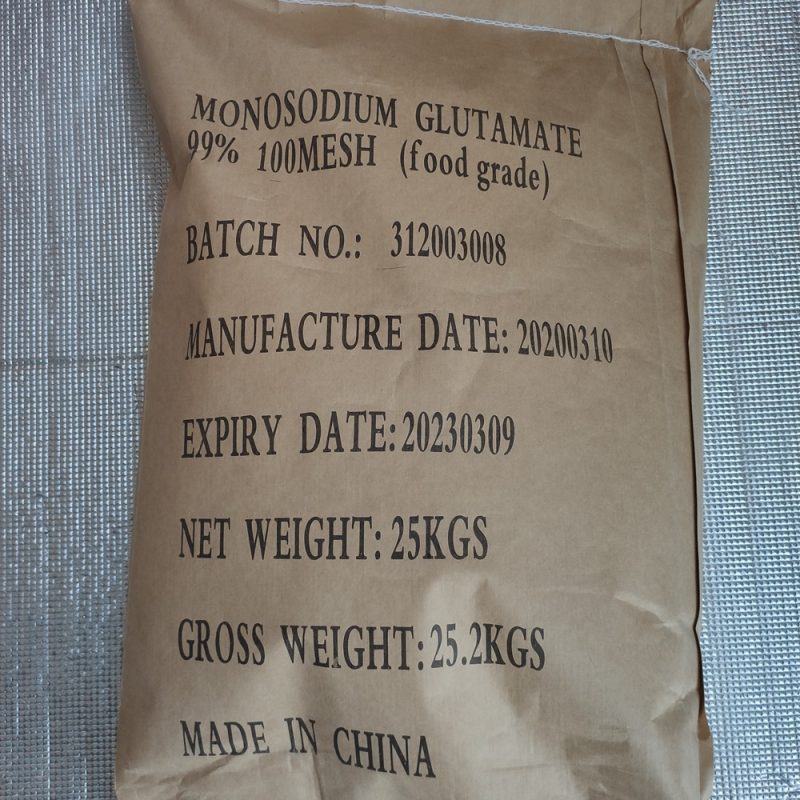 MONOSODIUM GLUTAMATE
99% 100MESH (food grade)
BATCH NO.: 312003008
MANUFACTURE DATE: 20200310
EXPIRY DATE: 20230309
NET WEIGHT: 25KGS
GROSS WEIGHT: 25.2KGS
MADE IN CHINA